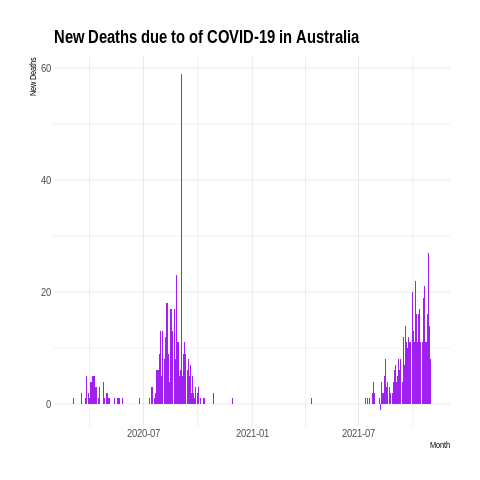 New Deaths due to of COVID-19 in Australia
New Deaths
60
40
20
0
2020-07
2021-01
2021-07
Month